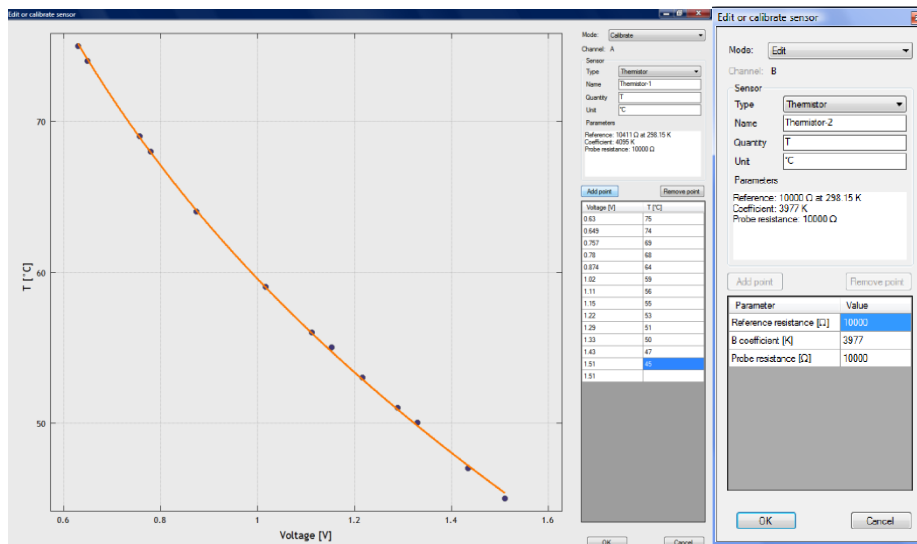 Edit or calibrate sensor
70
60
50
0.6
0.8
1
1.2
1.4
1.6
T [°C]
Voltage [V]
Mode: Calibrate
Channel: A
Sensor
Type Thermistor
Name Thermistor-1
Quantity T
Unit °C
Parameters
Reference: 10411 Ω at 298.15 K
Coefficient: 4095 K
Probe resistance: 10000 Ω
Add point Remove point
Voltage [V] T [°C]
0.63 75
0.649 74
0.757 69
0.78 68
0.874 64
1.02 59
1.11 56
1.15 55
1.22 53
1.29 51
1.33 50
1.43 47
1.51 45
1.51
OK Cancel
Edit or calibrate sensor
Mode: Edit
Channel: B
Sensor
Type Thermistor
Name Thermistor-2
Quantity T
Unit °C
Parameters
Reference: 10000 Ω at 298.15 K
Coefficient: 3977 K
Probe resistance: 10000 Ω
Add point Remove point
Parameter Value
Reference resistance [Ω] 10000
B coefficient [K] 3977
Probe resistance [Ω] 10000
OK Cancel